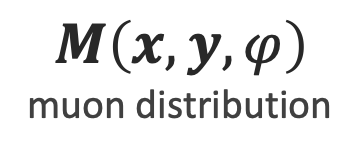 M(x, y, φ)
muon distribution